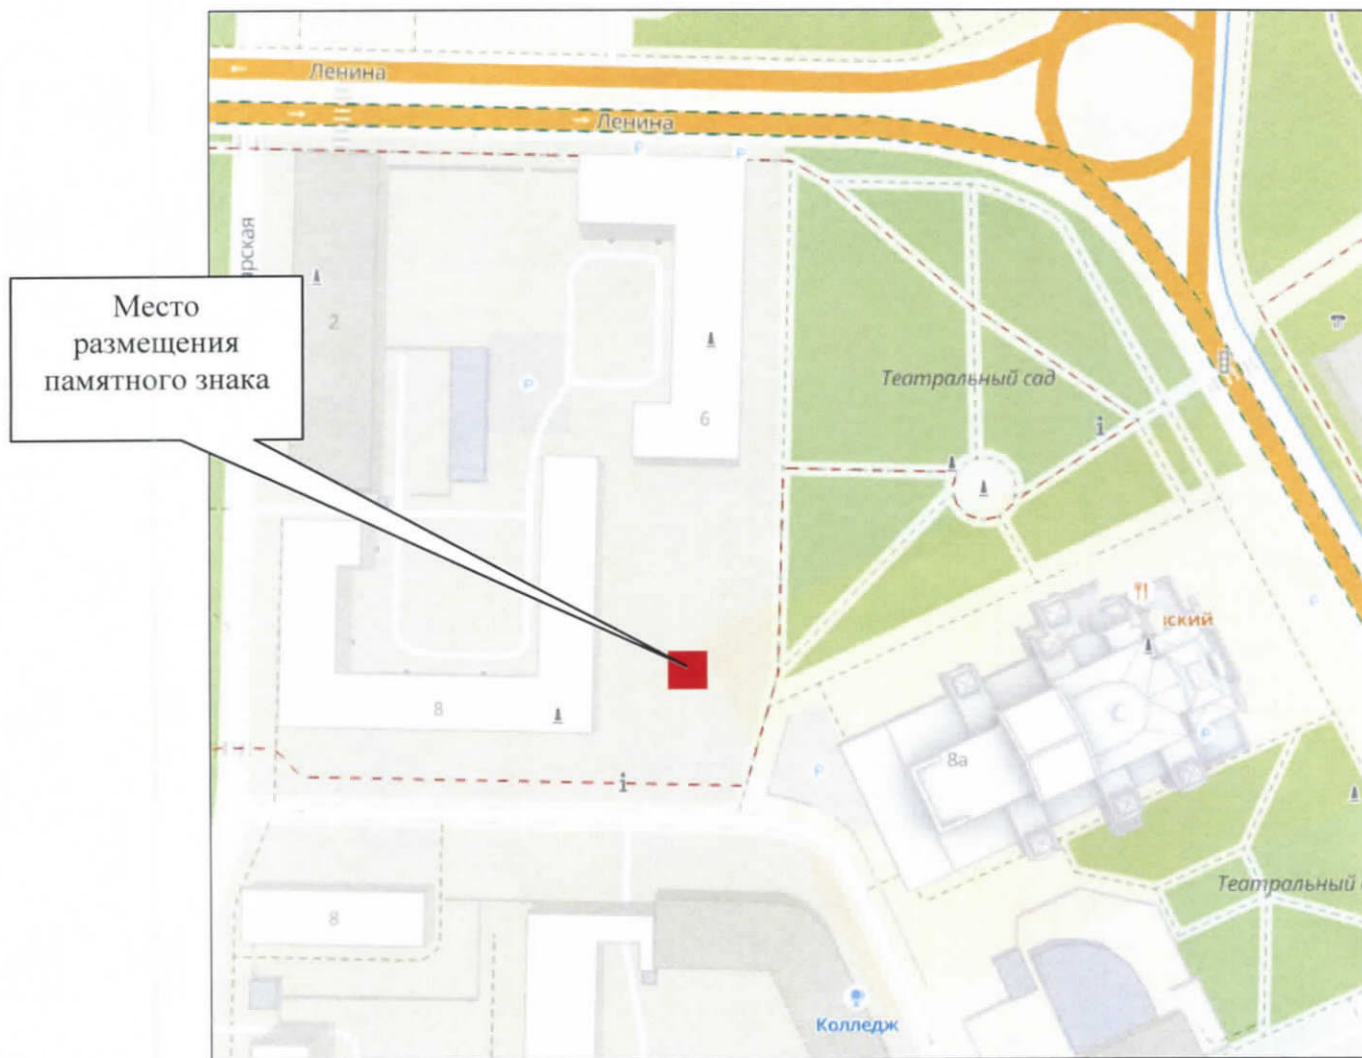 Ленина
Ленина
рская
Место
размещения
памятного знака
2
P
P
P
6
Театральный сад
i
8
P
ский
P
8а
P
P
i
Театральный
8
Колледж